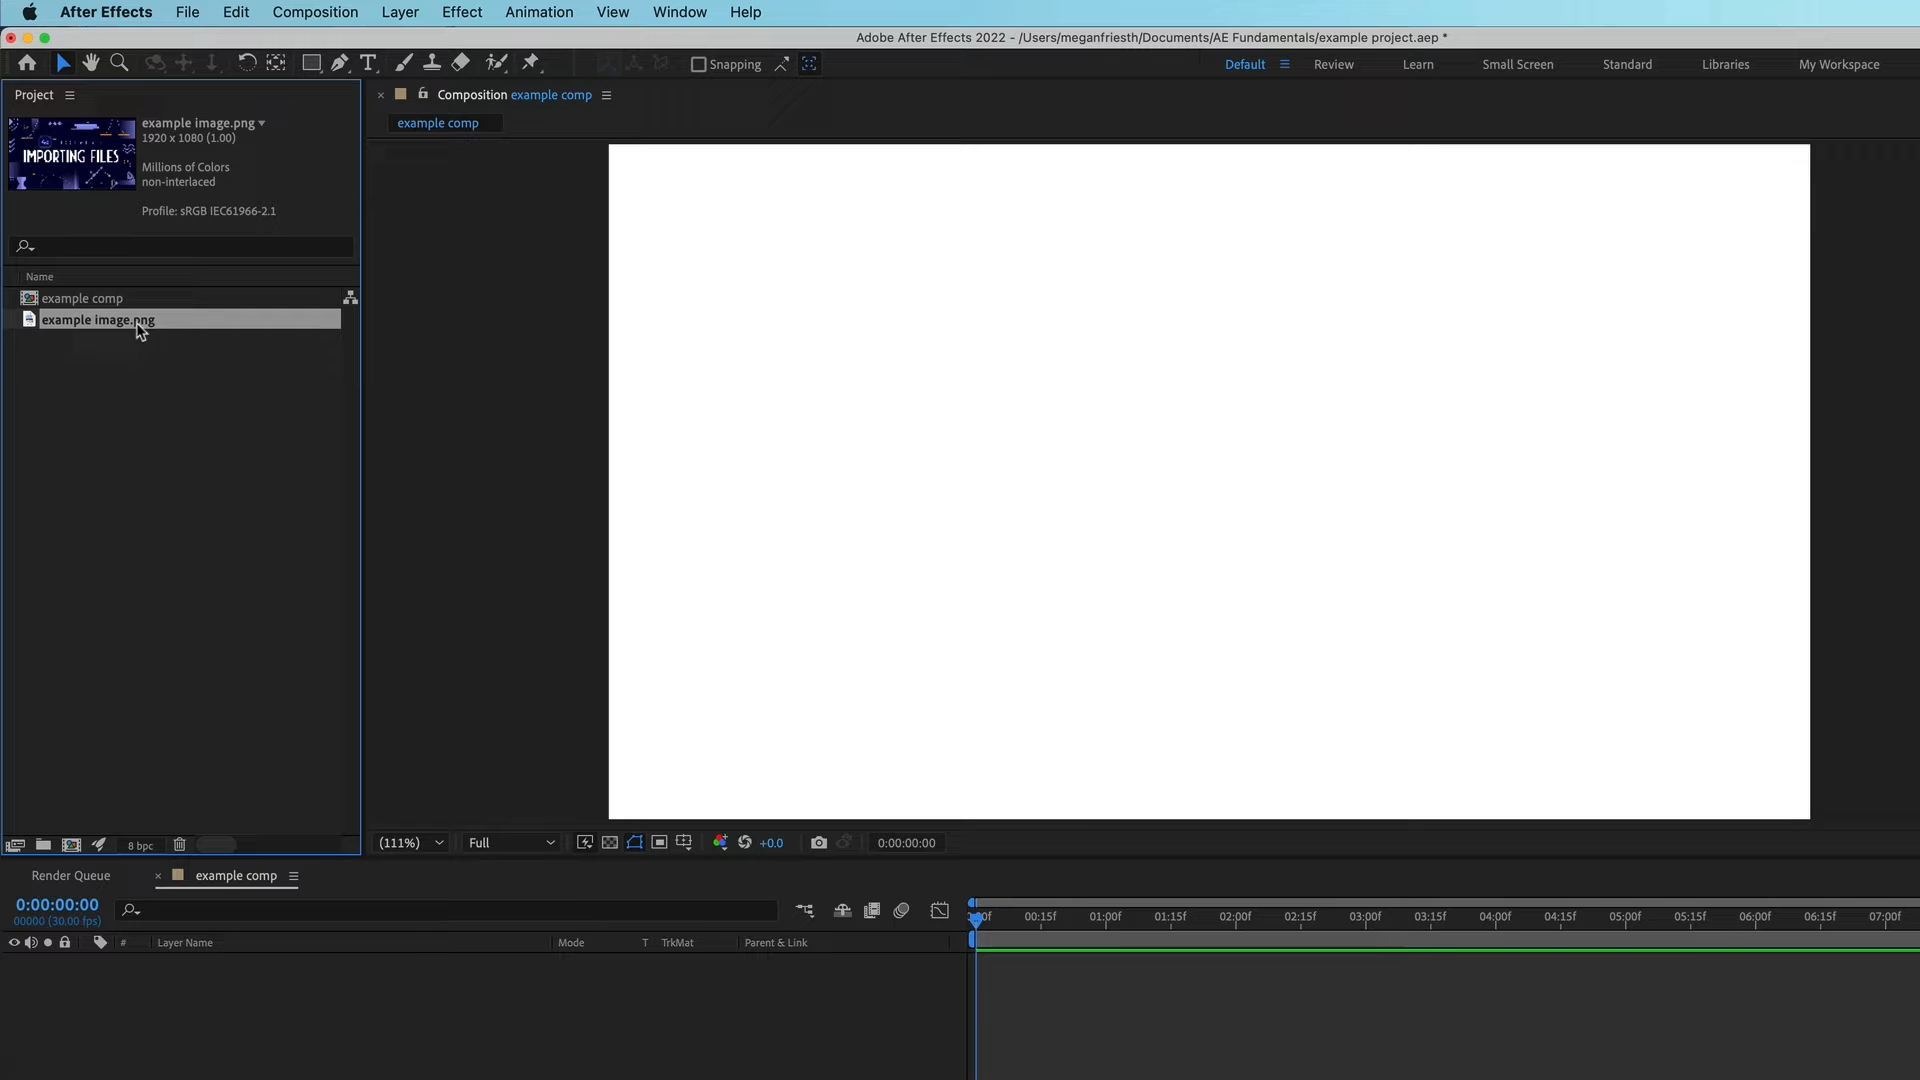 After Effects File Edit Composition Layer Effect Animation View Window Help
Adobe After Effects 2022 - /Users/meganfriesth/Documents/AE Fundamentals/example project.aep *
Snapping
Default Review Learn Small Screen Standard Libraries My Workspace
Project
Composition example comp
example comp
IMPORTING FILES
example image.png
1920 x 1080 (1.00)
Millions of Colors
non-interlaced
Profile: sRGB IEC61966-2.1
Name
example comp
example image.png
8 bpc
(111%) Full +0.0 0:00:00:00
Render Queue example comp
0:00:00:00
00000 (30.00 fps)
00:15f 01:00f 01:15f 02:00f 02:15f 03:00f 03:15f 04:00f 04:15f 05:00f 05:15f 06:00f 06:15f 07:00f
# Layer Name Mode T TrkMat Parent & Link